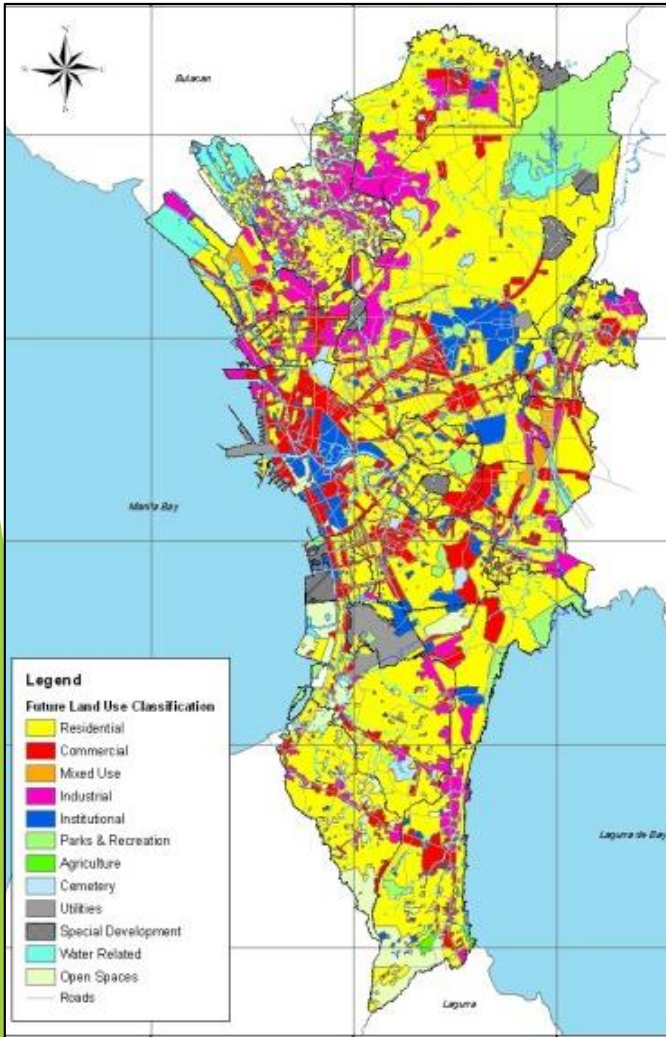 Bulacan
Manila Bay
Legend
Future Land Use Classification
Residential
Commercial
Mixed Use
Industrial
Institutional
Parks & Recreation
Agriculture
Cemetery
Utilities
Special Development
Water Related
Open Spaces
Roads
Laguna de Bay
Laguna